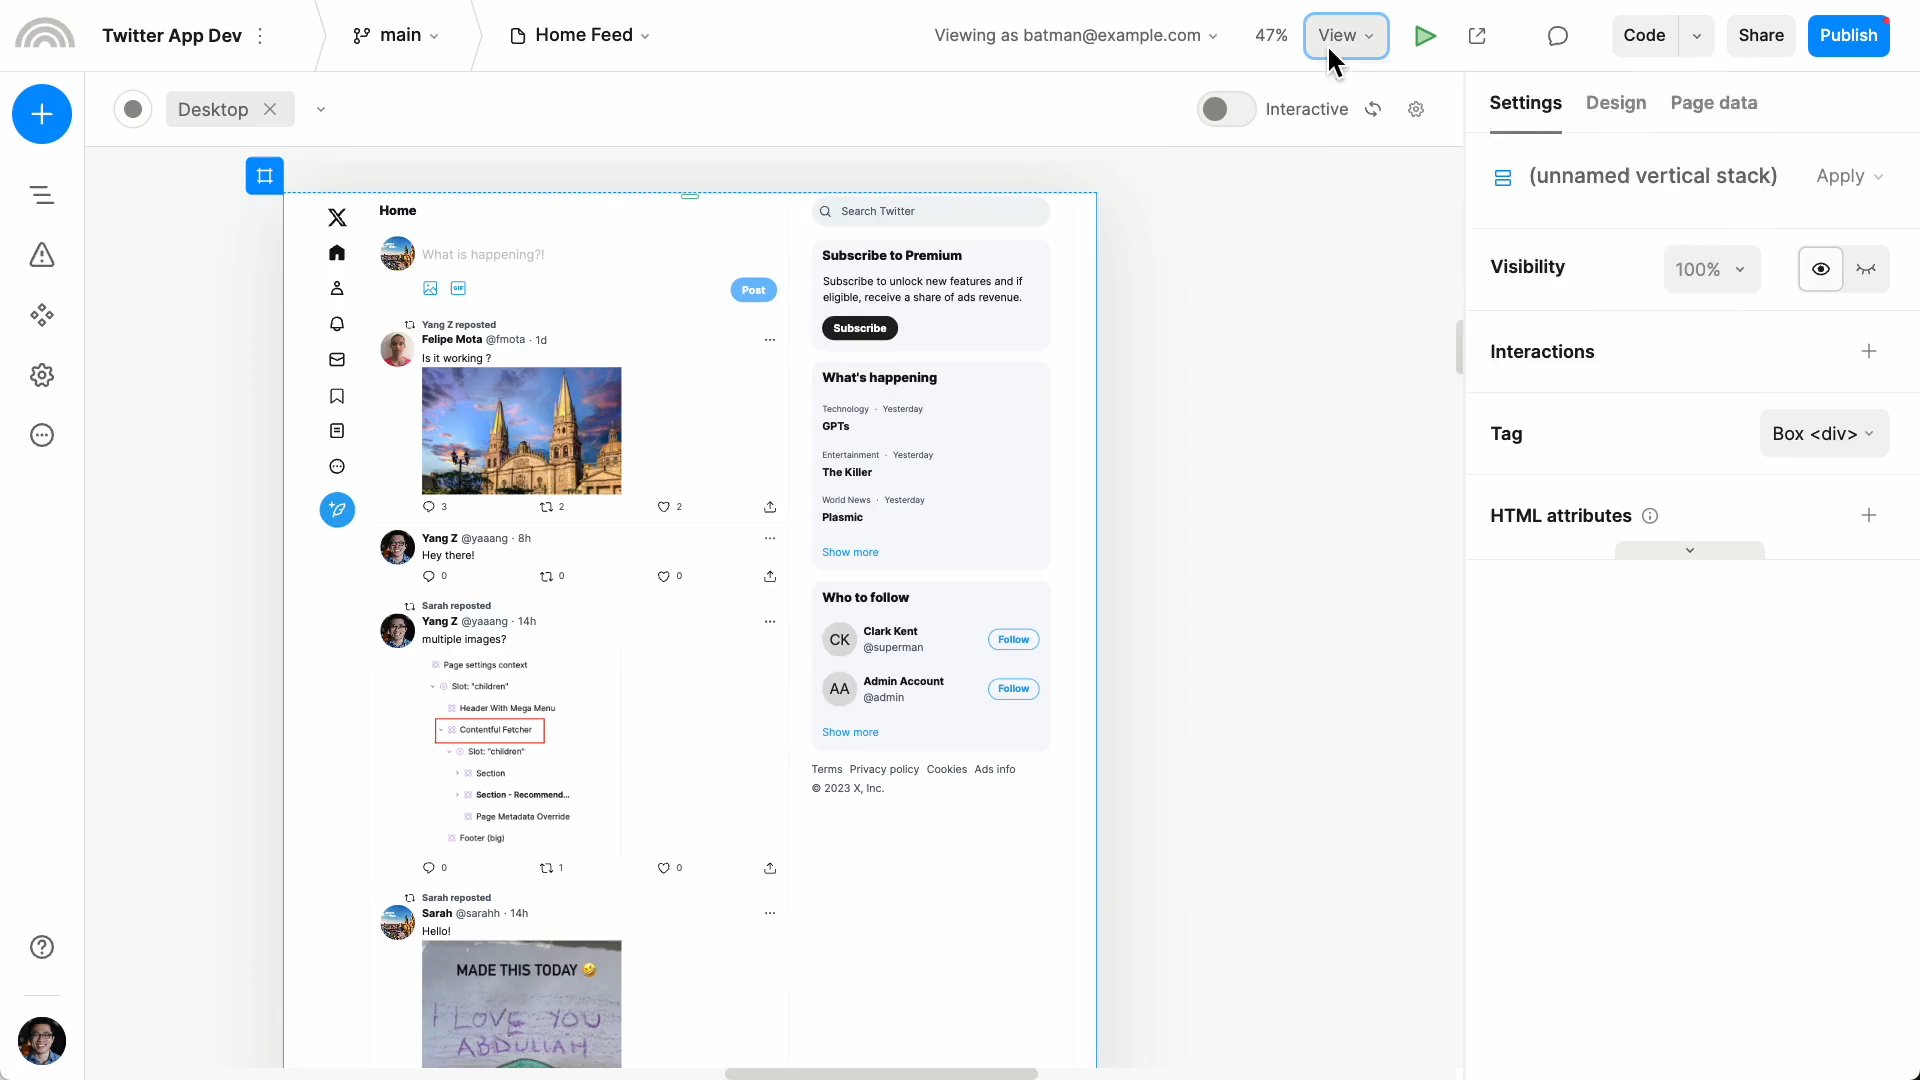 Twitter App Dev
main
Home Feed
Viewing as batman@example.com
47%
View
Code
Share
Publish
Desktop
Interactive
Settings
Design
Page data
(unnamed vertical stack)
Apply
Visibility
100%
Interactions
Tag
Box <div>
HTML attributes
Home
What is happening?!
GIF
Post
Yang Z reposted
Felipe Mota @fmota · 1d
Is it working ?
3
2
2
Yang Z @yaaang · 8h
Hey there!
0
0
0
Sarah reposted
Yang Z @yaaang · 14h
multiple images?
Page settings context
Slot: "children"
Header With Mega Menu
Contentful Fetcher
Slot: "children"
Section
Section - Recommend...
Page Metadata Override
Footer (big)
0
1
0
Sarah reposted
Sarah @sarahh · 14h
Hello!
MADE THIS TODAY 🤣
I LOVE YOU
ABDULLAH
Search Twitter
Subscribe to Premium
Subscribe to unlock new features and if
eligible, receive a share of ads revenue.
Subscribe
What's happening
Technology · Yesterday
GPTs
Entertainment · Yesterday
The Killer
World News · Yesterday
Plasmic
Show more
Who to follow
CK
Clark Kent
@superman
Follow
AA
Admin Account
@admin
Follow
Show more
Terms Privacy policy Cookies Ads info
© 2023 X, Inc.